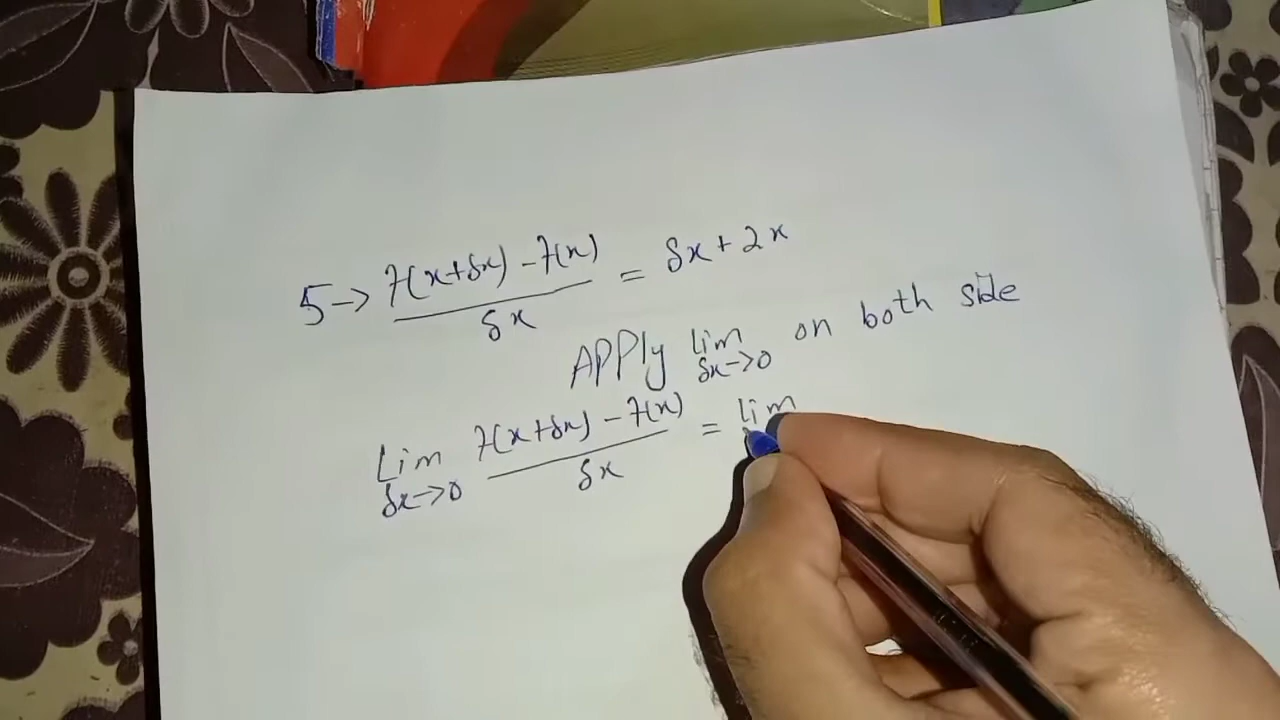 5→ f(x+δx) - f(x) / δx = δx + 2x
Apply lim δx→0 on both side
Lim δx→0 f(x+δx) - f(x) / δx = lim